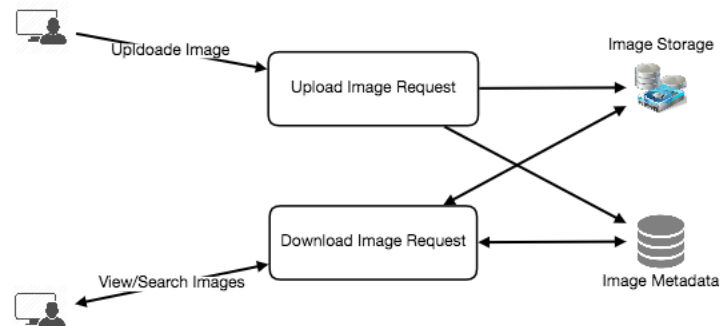 Upldoade Image
Image Storage
Upload Image Request
Download Image Request
View/Search Images
Image Metadata